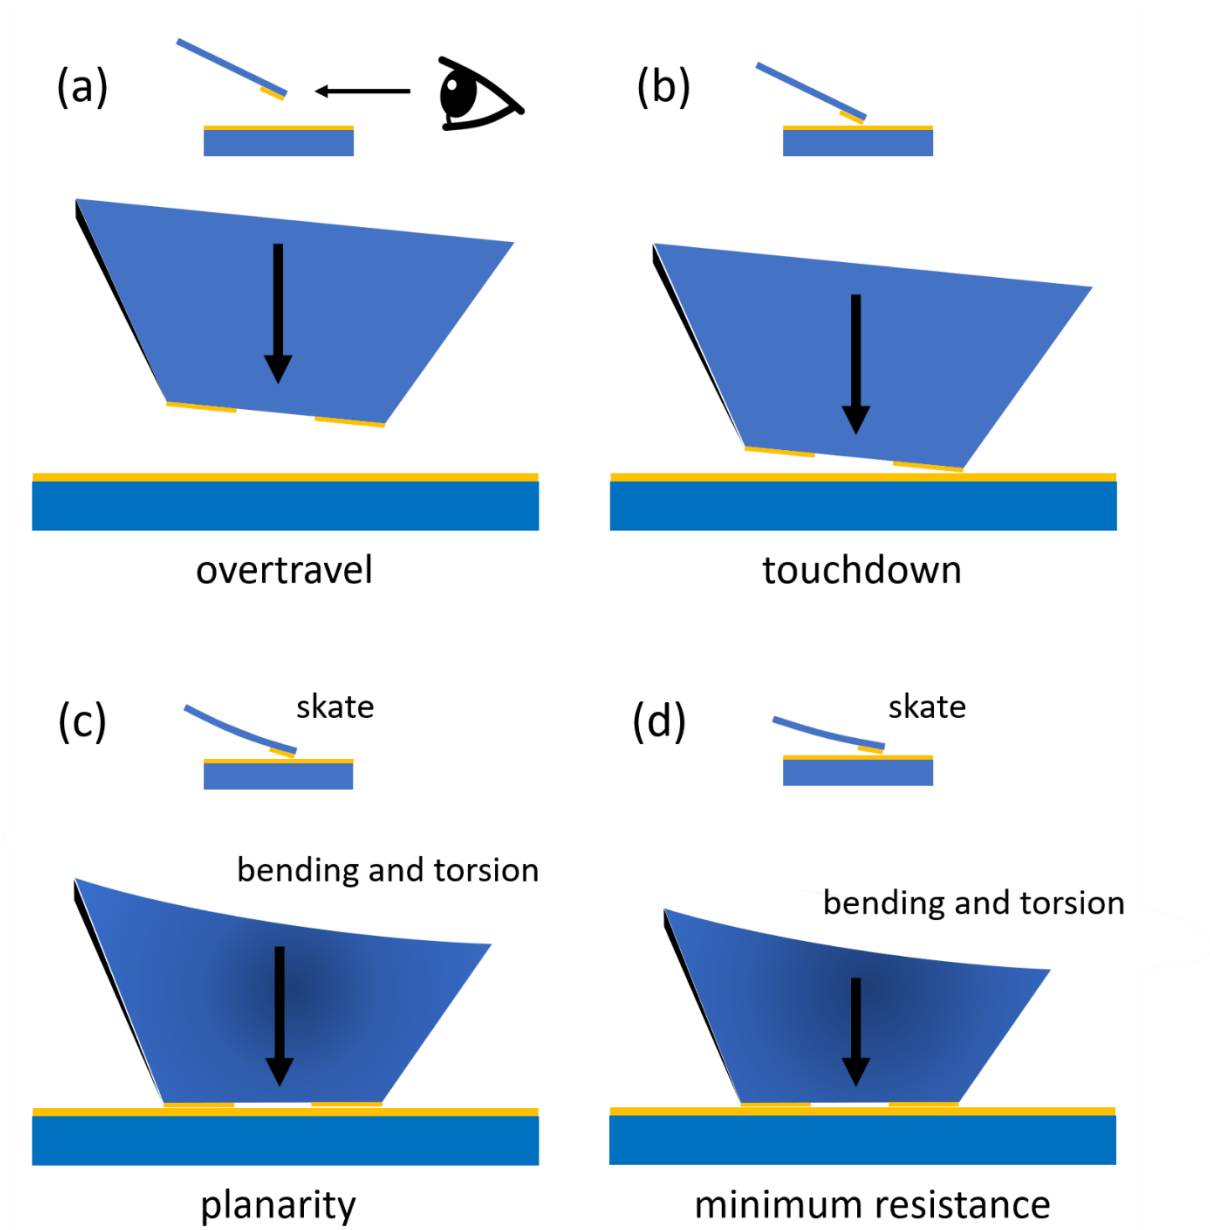 (a)
(b)
overtravel
touchdown
(c)
skate
(d)
skate
bending and torsion
bending and torsion
planarity
minimum resistance